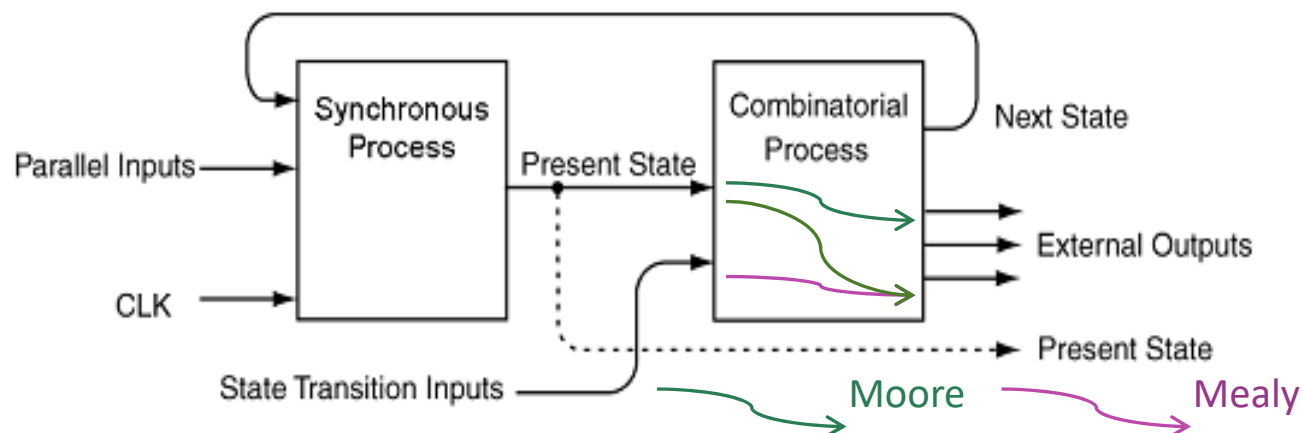 Synchronous
Process
Combinatorial
Process
Next State
Parallel Inputs
Present State
External Outputs
CLK
Present State
State Transition Inputs
Moore
Mealy